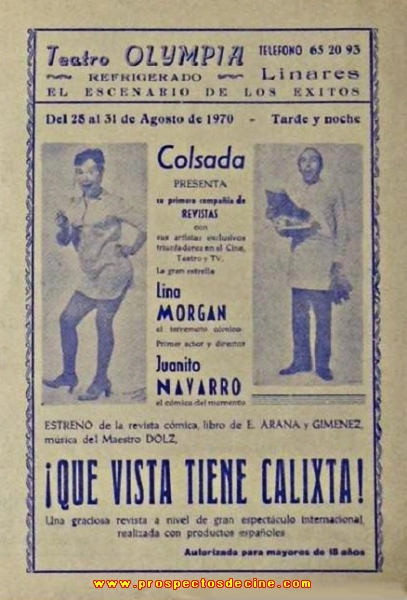 Teatro OLYMPIA TELEFONO 65 20 93
REFRIGERADO Linares
EL ESCENARIO DE LOS EXITOS
Del 28 al 31 de Agosto de 1970 - Tarde y noche
Colsada
PRESENTA
su primera compañía de
REVISTAS
con
sus artistas exclusivos
triunfadores en el Cine,
Teatro y TV.
La gran estrella
Lina
MORGAN
el terremoto cómico
Primer actor y director
Juanito
NAVARRO
el cómico del momento
ESTRENO de la revista cómica, libro de E. ARANA y GIMENEZ,
música del Maestro DOLZ,
¡QUE VISTA TIENE CALIXTA!
Una graciosa revista a nivel de gran espectáculo internacional,
realizada con productos españoles
Autorizada para mayores de 18 años
www.prospectosdecine.com